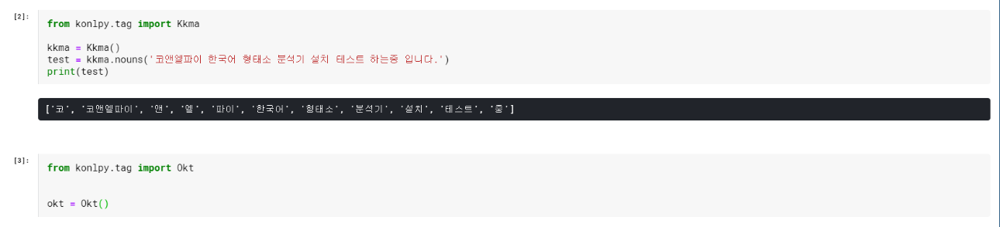 [2]:
from konlpy.tag import Kkma
kkma = Kkma()
test = kkma.nouns('코앤엘파이 한국어 형태소 분석기 설치 테스트 하는중 입니다.')
print(test)
['코', '코앤엘파이', '앤', '엘', '파이', '한국어', '형태소', '분석기', '설치', '테스트', '중']
[3]:
from konlpy.tag import Okt
okt = Okt()